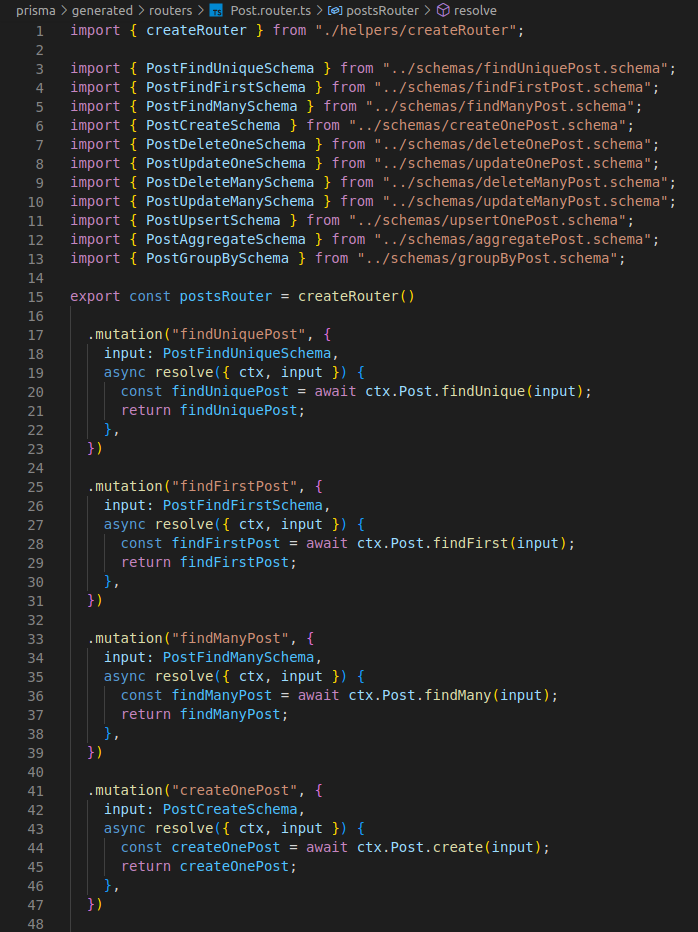 prisma > generated > routers > TS Post.router.ts > postsRouter > resolve
1 import { createRouter } from "./helpers/createRouter";
2
3 import { PostFindUniqueSchema } from "../schemas/findUniquePost.schema";
4 import { PostFindFirstSchema } from "../schemas/findFirstPost.schema";
5 import { PostFindManySchema } from "../schemas/findManyPost.schema";
6 import { PostCreateSchema } from "../schemas/createOnePost.schema";
7 import { PostDeleteOneSchema } from "../schemas/deleteOnePost.schema";
8 import { PostUpdateOneSchema } from "../schemas/updateOnePost.schema";
9 import { PostDeleteManySchema } from "../schemas/deleteManyPost.schema";
10 import { PostUpdateManySchema } from "../schemas/updateManyPost.schema";
11 import { PostUpsertSchema } from "../schemas/upsertOnePost.schema";
12 import { PostAggregateSchema } from "../schemas/aggregatePost.schema";
13 import { PostGroupBySchema } from "../schemas/groupByPost.schema";
14
15 export const postsRouter = createRouter()
16
17   .mutation("findUniquePost", {
18     input: PostFindUniqueSchema,
19     async resolve({ ctx, input }) {
20       const findUniquePost = await ctx.Post.findUnique(input);
21       return findUniquePost;
22     },
23   })
24
25   .mutation("findFirstPost", {
26     input: PostFindFirstSchema,
27     async resolve({ ctx, input }) {
28       const findFirstPost = await ctx.Post.findFirst(input);
29       return findFirstPost;
30     },
31   })
32
33   .mutation("findManyPost", {
34     input: PostFindManySchema,
35     async resolve({ ctx, input }) {
36       const findManyPost = await ctx.Post.findMany(input);
37       return findManyPost;
38     },
39   })
40
41   .mutation("createOnePost", {
42     input: PostCreateSchema,
43     async resolve({ ctx, input }) {
44       const createOnePost = await ctx.Post.create(input);
45       return createOnePost;
46     },
47   })
48